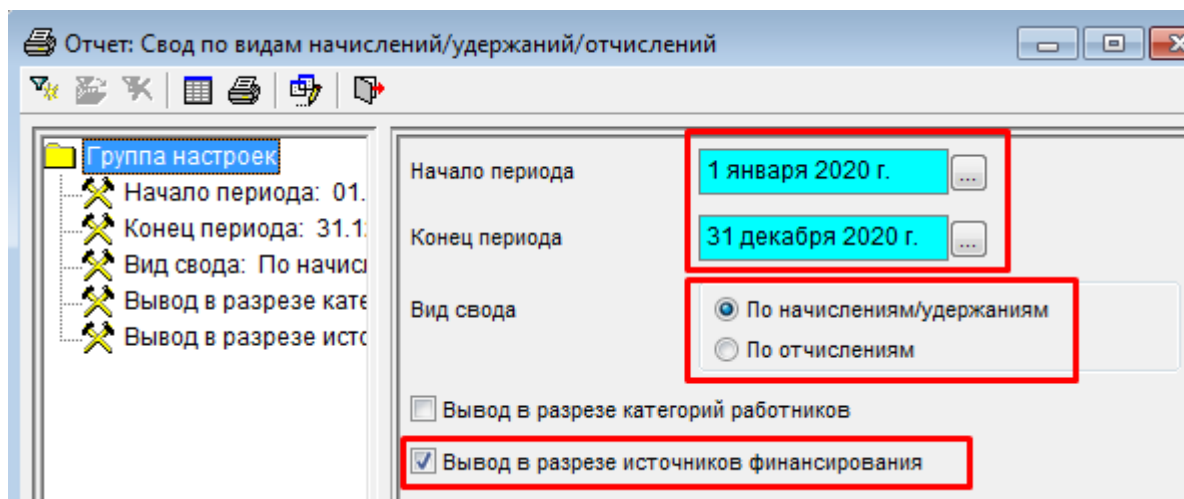 Отчет: Свод по видам начислений/удержаний/отчислений
Группа настроек
Начало периода: 01.
Конец периода: 31.1
Вид свода: По начис
Вывод в разрезе кате
Вывод в разрезе исто
Начало периода
1 января 2020 г.
...
Конец периода
31 декабря 2020 г.
...
Вид свода
По начислениям/удержаниям
По отчислениям
Вывод в разрезе категорий работников
Вывод в разрезе источников финансирования